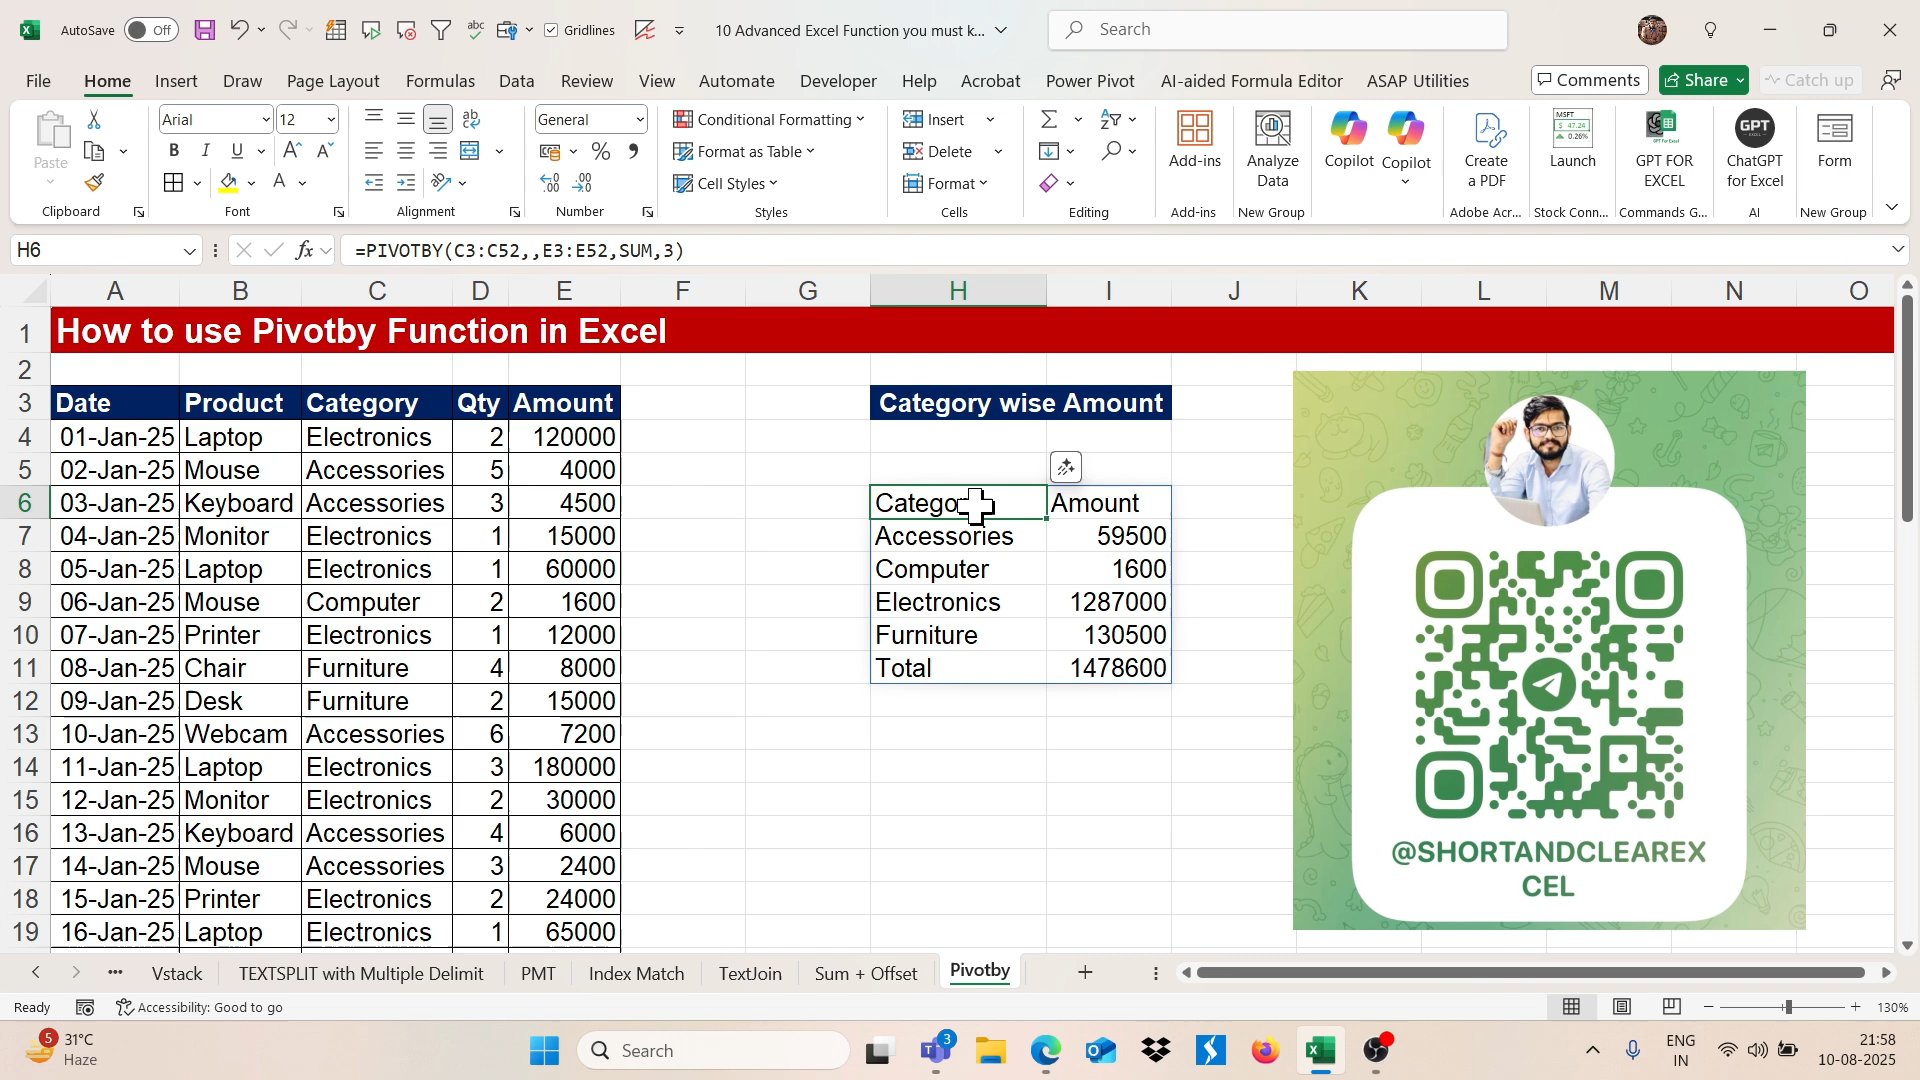 AutoSave Off Gridlines 10 Advanced Excel Function you must k... Search
File Home Insert Draw Page Layout Formulas Data Review View Automate Developer Help Acrobat Power Pivot AI-aided Formula Editor ASAP Utilities Comments Share Catch up
Paste
Clipboard
Arial 12
B I U A A
A
Font
Alignment
General
Number
Conditional Formatting
Format as Table
Cell Styles
Styles
Insert
Delete
Format
Cells
Editing
Add-ins
Add-ins
Analyze Data
New Group
Copilot
Copilot
Create a PDF
Adobe Acr...
MSFT
$ 47.24
0.26%
Launch
Stock Conn...
GPT FOR EXCEL
Commands G...
GPT
ChatGPT for Excel
AI
Form
New Group
H6 fx =PIVOTBY(C3:C52,,E3:E52,SUM,3)
A B C D E F G H I J K L M N O
1 How to use Pivotby Function in Excel
2
3 Date Product Category Qty Amount Category wise Amount
4 01-Jan-25 Laptop Electronics 2 120000
5 02-Jan-25 Mouse Accessories 5 4000
6 03-Jan-25 Keyboard Accessories 3 4500 Catego Amount
7 04-Jan-25 Monitor Electronics 1 15000 Accessories 59500
8 05-Jan-25 Laptop Electronics 1 60000 Computer 1600
9 06-Jan-25 Mouse Computer 2 1600 Electronics 1287000
10 07-Jan-25 Printer Electronics 1 12000 Furniture 130500
11 08-Jan-25 Chair Furniture 4 8000 Total 1478600
12 09-Jan-25 Desk Furniture 2 15000
13 10-Jan-25 Webcam Accessories 6 7200
14 11-Jan-25 Laptop Electronics 3 180000
15 12-Jan-25 Monitor Electronics 2 30000
16 13-Jan-25 Keyboard Accessories 4 6000
17 14-Jan-25 Mouse Accessories 3 2400
18 15-Jan-25 Printer Electronics 2 24000
19 16-Jan-25 Laptop Electronics 1 65000
@SHORTANDCLEAREX
CEL
Vstack TEXTSPLIT with Multiple Delimit PMT Index Match TextJoin Sum + Offset Pivotby
Ready Accessibility: Good to go 130%
5 31°C
Haze
Search
3
ENG
IN
21:58
10-08-2025